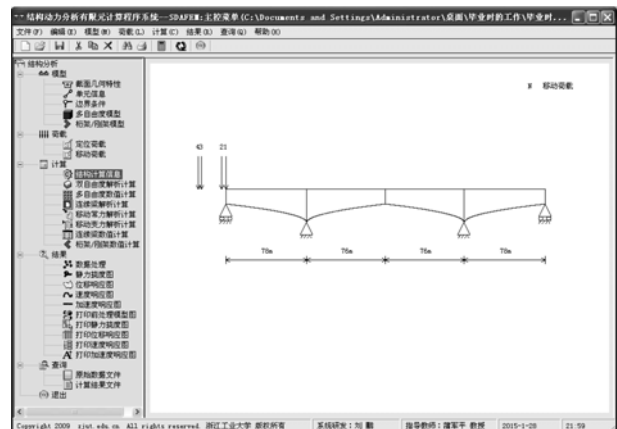 结构动力分析有限元计算程序系统--SDAFEM:主控菜单(C:\Documents and Settings\Administrator\桌面\毕业时的工作\毕业时...
文件(F) 编辑(E) 模型(M) 荷载(L) 计算(C) 结果(R) 查询(Q) 帮助(H)
结构分析
模型
截面几何特性
单元信息
边界条件
多自由度模型
桁架/刚架模型
荷载
定位荷载
移动荷载
计算
结构计算信息
双自由度解析计算
多自由度数值计算
连续梁解析计算
移动常力解析计算
移动变力解析计算
连续梁数值计算
桁架/刚架数值计算
结果
数据处理
静力挠度图
位移响应图
速度响应图
加速度响应图
打印前处理模型图
打印静力挠度图
打印位移响应图
打印速度响应图
打印加速度响应图
查询
原始数据文件
计算结果文件
退出
N 移动荷载
43 21
76m 76m 76m 76m
Copyright 2009 zjut.edu.cn All rights reserved. 浙江工业大学 版权所有
系统研发：刘 鹏
指导教师：蒲军平 教授
2015-1-28
21:59